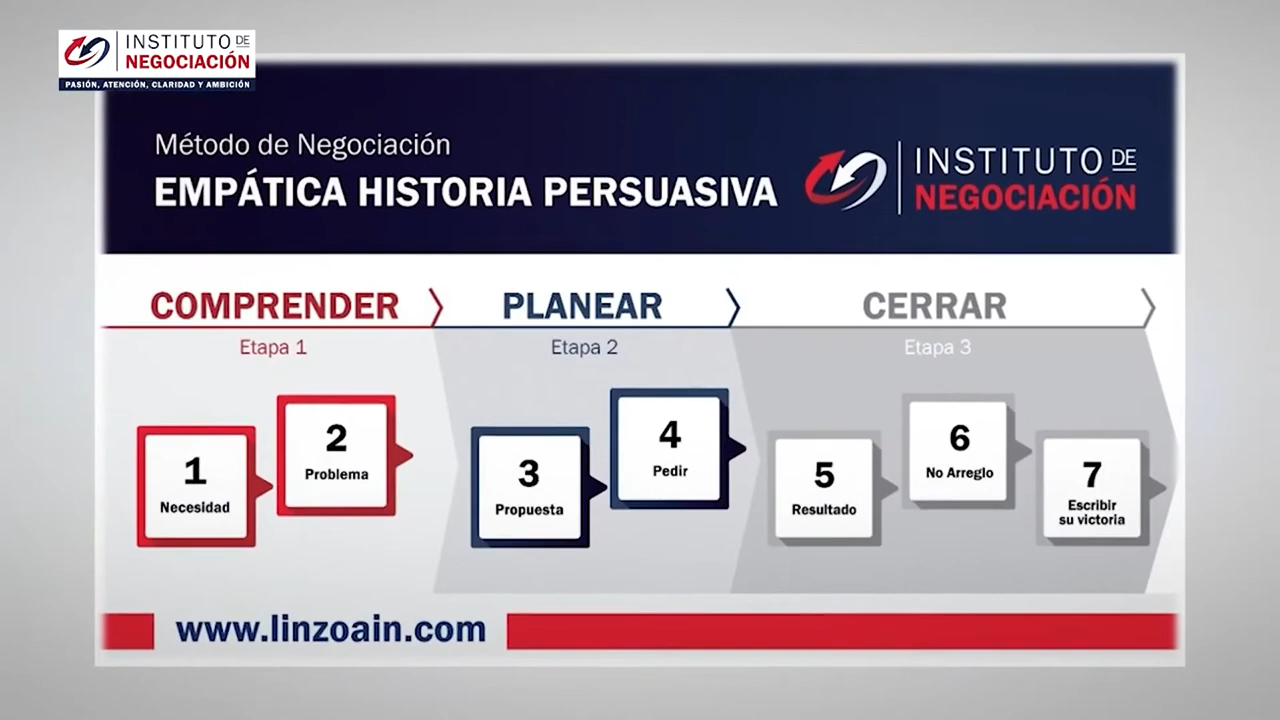 INSTITUTO DE
NEGOCIACIÓN
PASIÓN, ATENCIÓN, CLARIDAD Y AMBICIÓN
Método de Negociación
EMPÁTICA HISTORIA PERSUASIVA
INSTITUTO DE
NEGOCIACIÓN
COMPRENDER
PLANEAR
CERRAR
Etapa 1
Etapa 2
Etapa 3
1
Necesidad
2
Problema
3
Propuesta
4
Pedir
5
Resultado
6
No Arreglo
7
Escribir
su victoria
www.linzoain.com